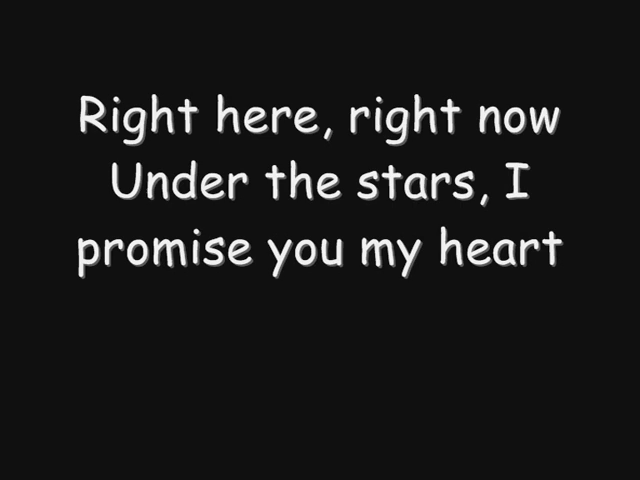 Right here, right now
Under the stars, I
promise you my heart